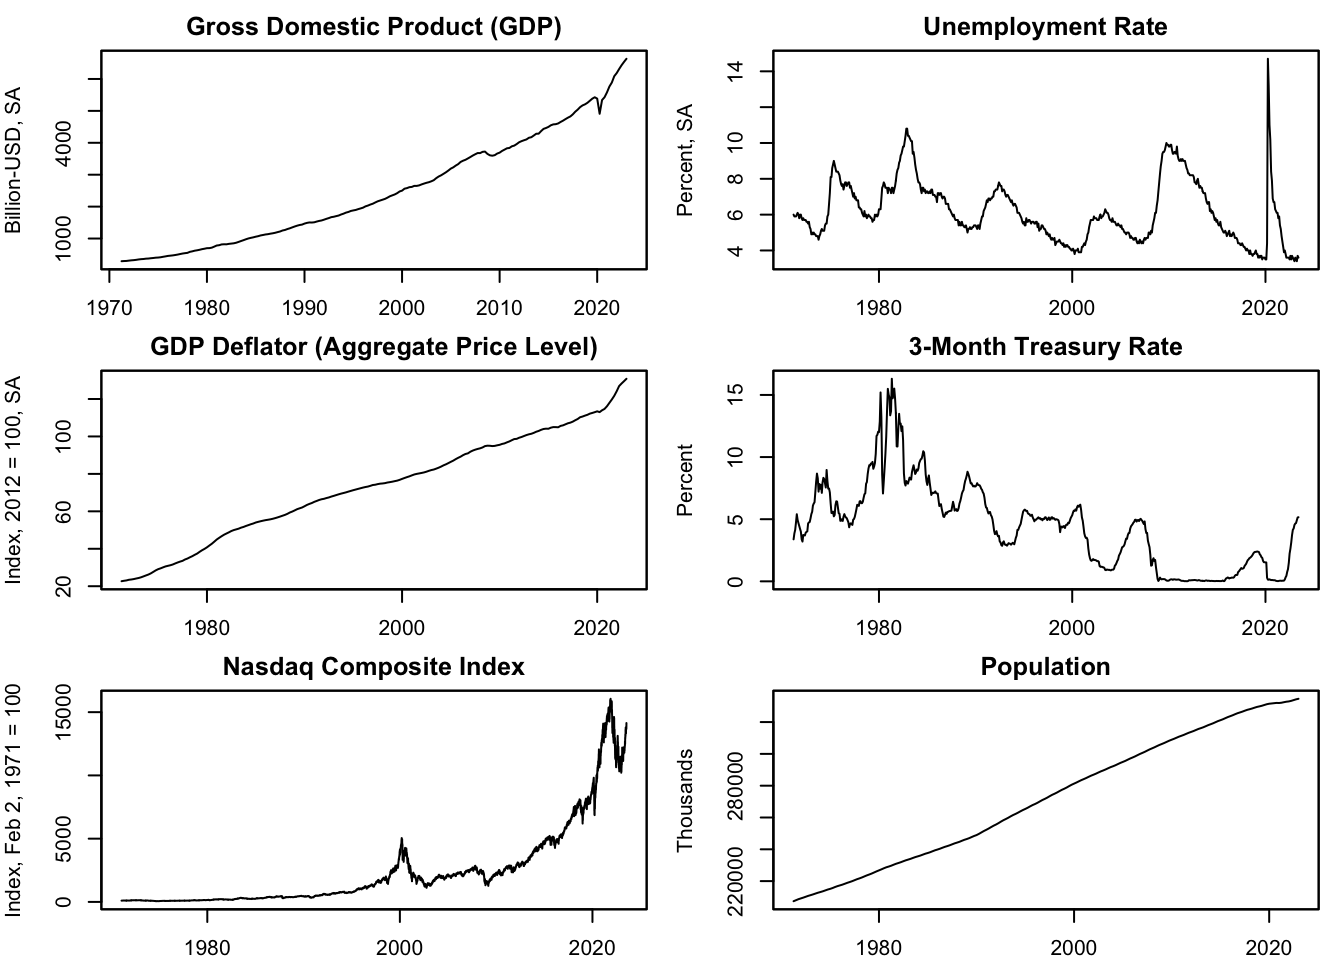 Gross Domestic Product (GDP)
Billion-USD, SA
4000
1000
1970 1980 1990 2000 2010 2020
Unemployment Rate
Percent, SA
14
10
8
6
4
1980 2000 2020
GDP Deflator (Aggregate Price Level)
Index, 2012 = 100, SA
100
60
20
1980 2000 2020
3-Month Treasury Rate
Percent
15
10
5
0
1980 2000 2020
Nasdaq Composite Index
Index, Feb 2, 1971 = 100
15000
5000
0
1980 2000 2020
Population
Thousands
280000
220000
1980 2000 2020